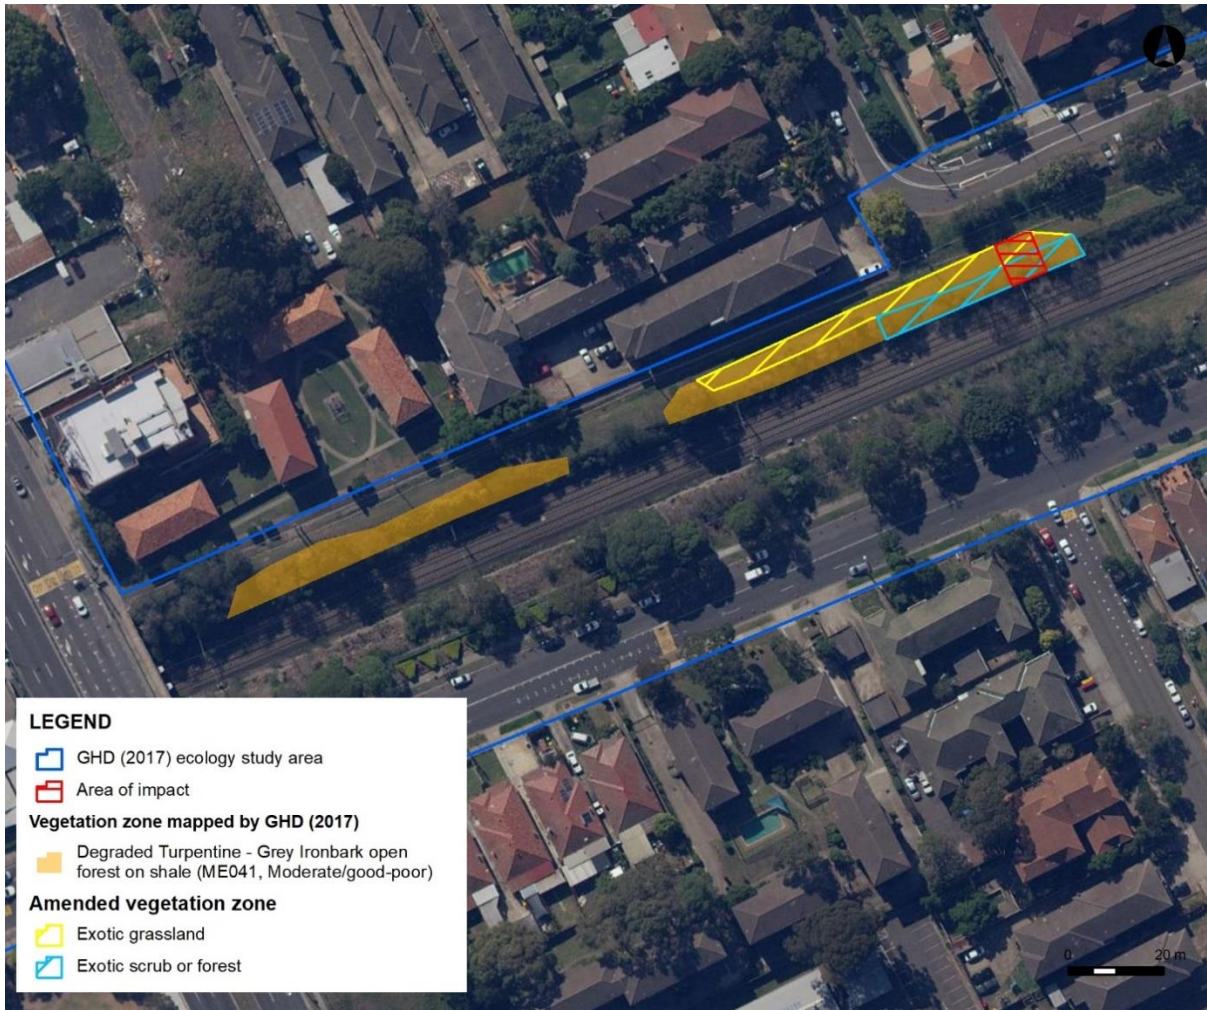 LEGEND
GHD (2017) ecology study area
Area of impact
Vegetation zone mapped by GHD (2017)
Degraded Turpentine - Grey Ironbark open
forest on shale (ME041, Moderate/good-poor)
Amended vegetation zone
Exotic grassland
Exotic scrub or forest
0 20 m